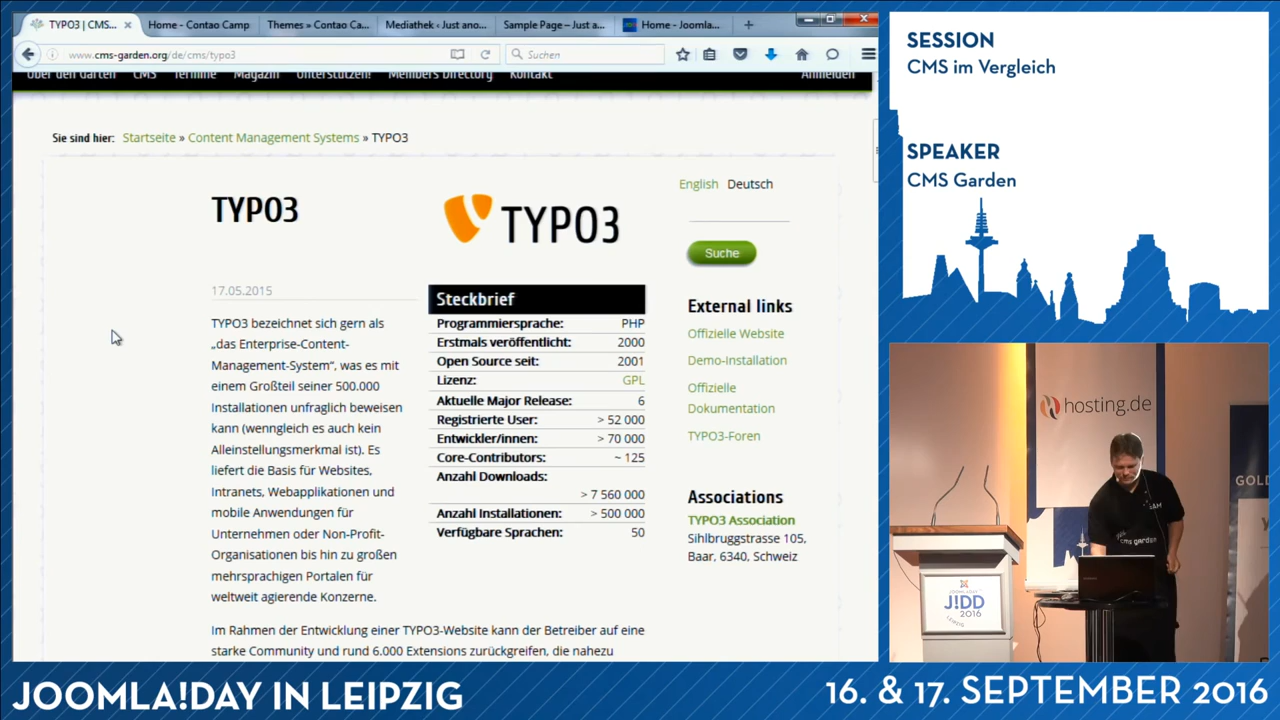 TYPO3 | CMS...
Home - Contao Camp
Themes » Contao Ca...
Mediathek ‹ Just ano...
Sample Page – Just a...
Home - Joomla...
www.cms-garden.org/de/cms/typo3
Suchen
Über den Garten
CMS
Termine
Magazin
Unterstützen!
Members Directory
Kontakt
Anmelden
Sie sind hier: Startseite » Content Management Systems » TYPO3
English Deutsch
TYPO3
TYPO3
Suche
17.05.2015
TYPO3 bezeichnet sich gern als
„das Enterprise-Content-
Management-System“, was es mit
einem Großteil seiner 500.000
Installationen unfraglich beweisen
kann (wenngleich es auch kein
Alleinstellungsmerkmal ist). Es
liefert die Basis für Websites,
Intranets, Webapplikationen und
mobile Anwendungen für
Unternehmen oder Non-Profit-
Organisationen bis hin zu großen
mehrsprachigen Portalen für
weltweit agierende Konzerne.
Im Rahmen der Entwicklung einer TYPO3-Website kann der Betreiber auf eine
starke Community und rund 6.000 Extensions zurückgreifen, die nahezu
Steckbrief
Programmiersprache: PHP
Erstmals veröffentlicht: 2000
Open Source seit: 2001
Lizenz: GPL
Aktuelle Major Release: 6
Registrierte User: > 52 000
Entwickler/innen: > 70 000
Core-Contributors: ~ 125
Anzahl Downloads:
> 7 560 000
Anzahl Installationen: > 500 000
Verfügbare Sprachen: 50
External links
Offizielle Website
Demo-Installation
Offizielle
Dokumentation
TYPO3-Foren
Associations
TYPO3 Association
Sihlbruggstrasse 105,
Baar, 6340, Schweiz
SESSION
CMS im Vergleich
SPEAKER
CMS Garden
hosting.de
GOLD
cms garden
J!DD
2016
JOOMLA!DAY IN LEIPZIG
16. & 17. SEPTEMBER 2016